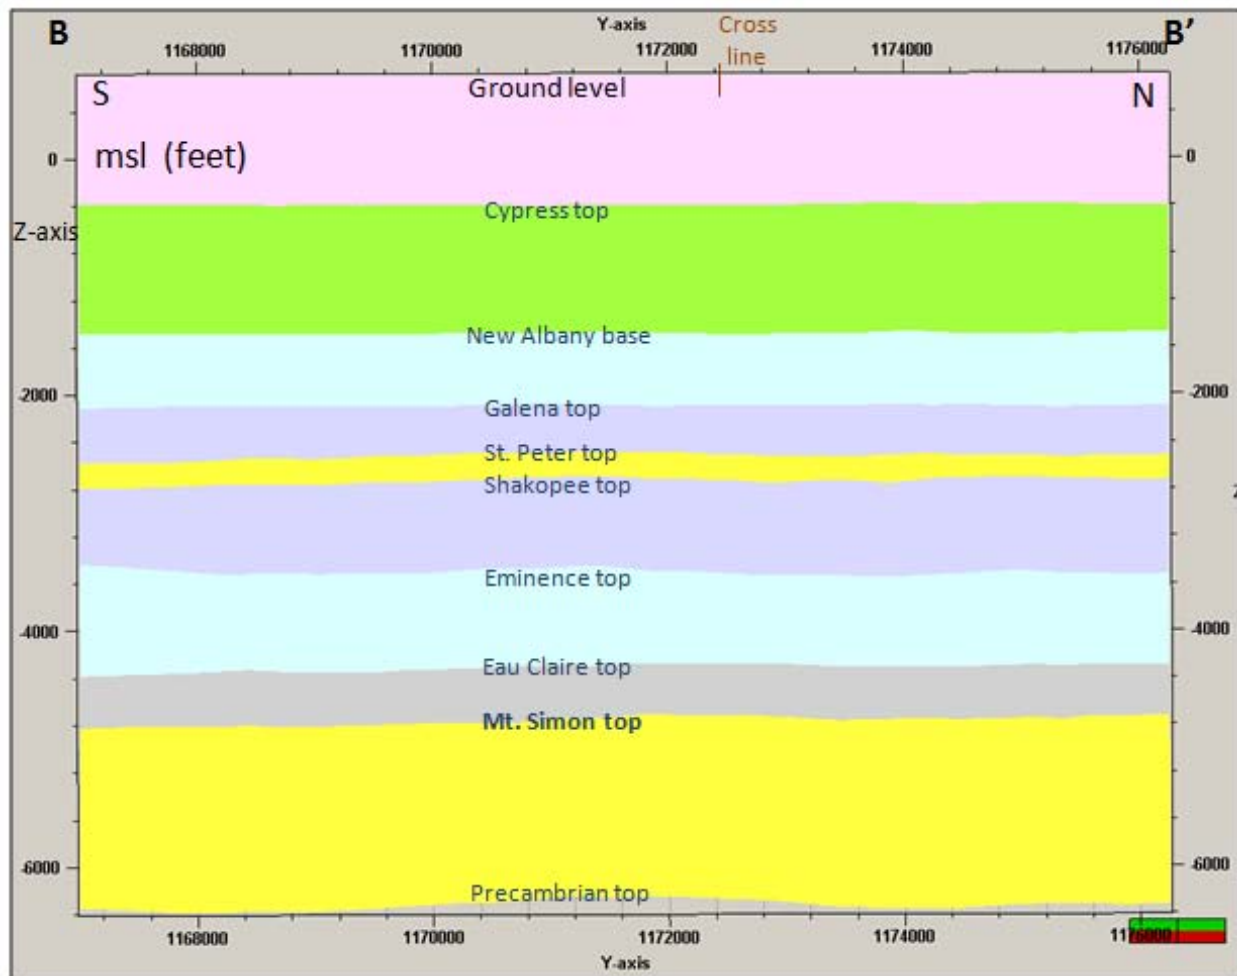 B
Y-axis
Cross
line
B’
1168000
1170000
1172000
1174000
1176000
S
Ground level
N
0
msl (feet)
0
Cypress top
Z-axis
New Albany base
-2000
-2000
Galena top
St. Peter top
Shakopee top
Z
Eminence top
-4000
-4000
Eau Claire top
Mt. Simon top
-6000
-6000
Precambrian top
1168000
1170000
1172000
1174000
1176000
Y-axis